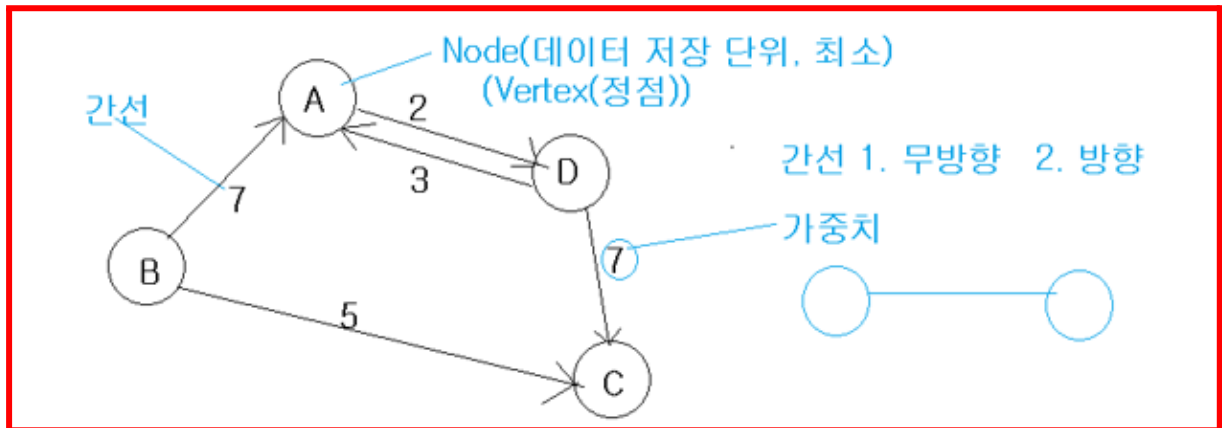 Node(데이터 저장 단위, 최소)
(Vertex(정점))
간선
A
2
D
3
7
B
5
7
C
간선 1. 무방향 2. 방향
가중치